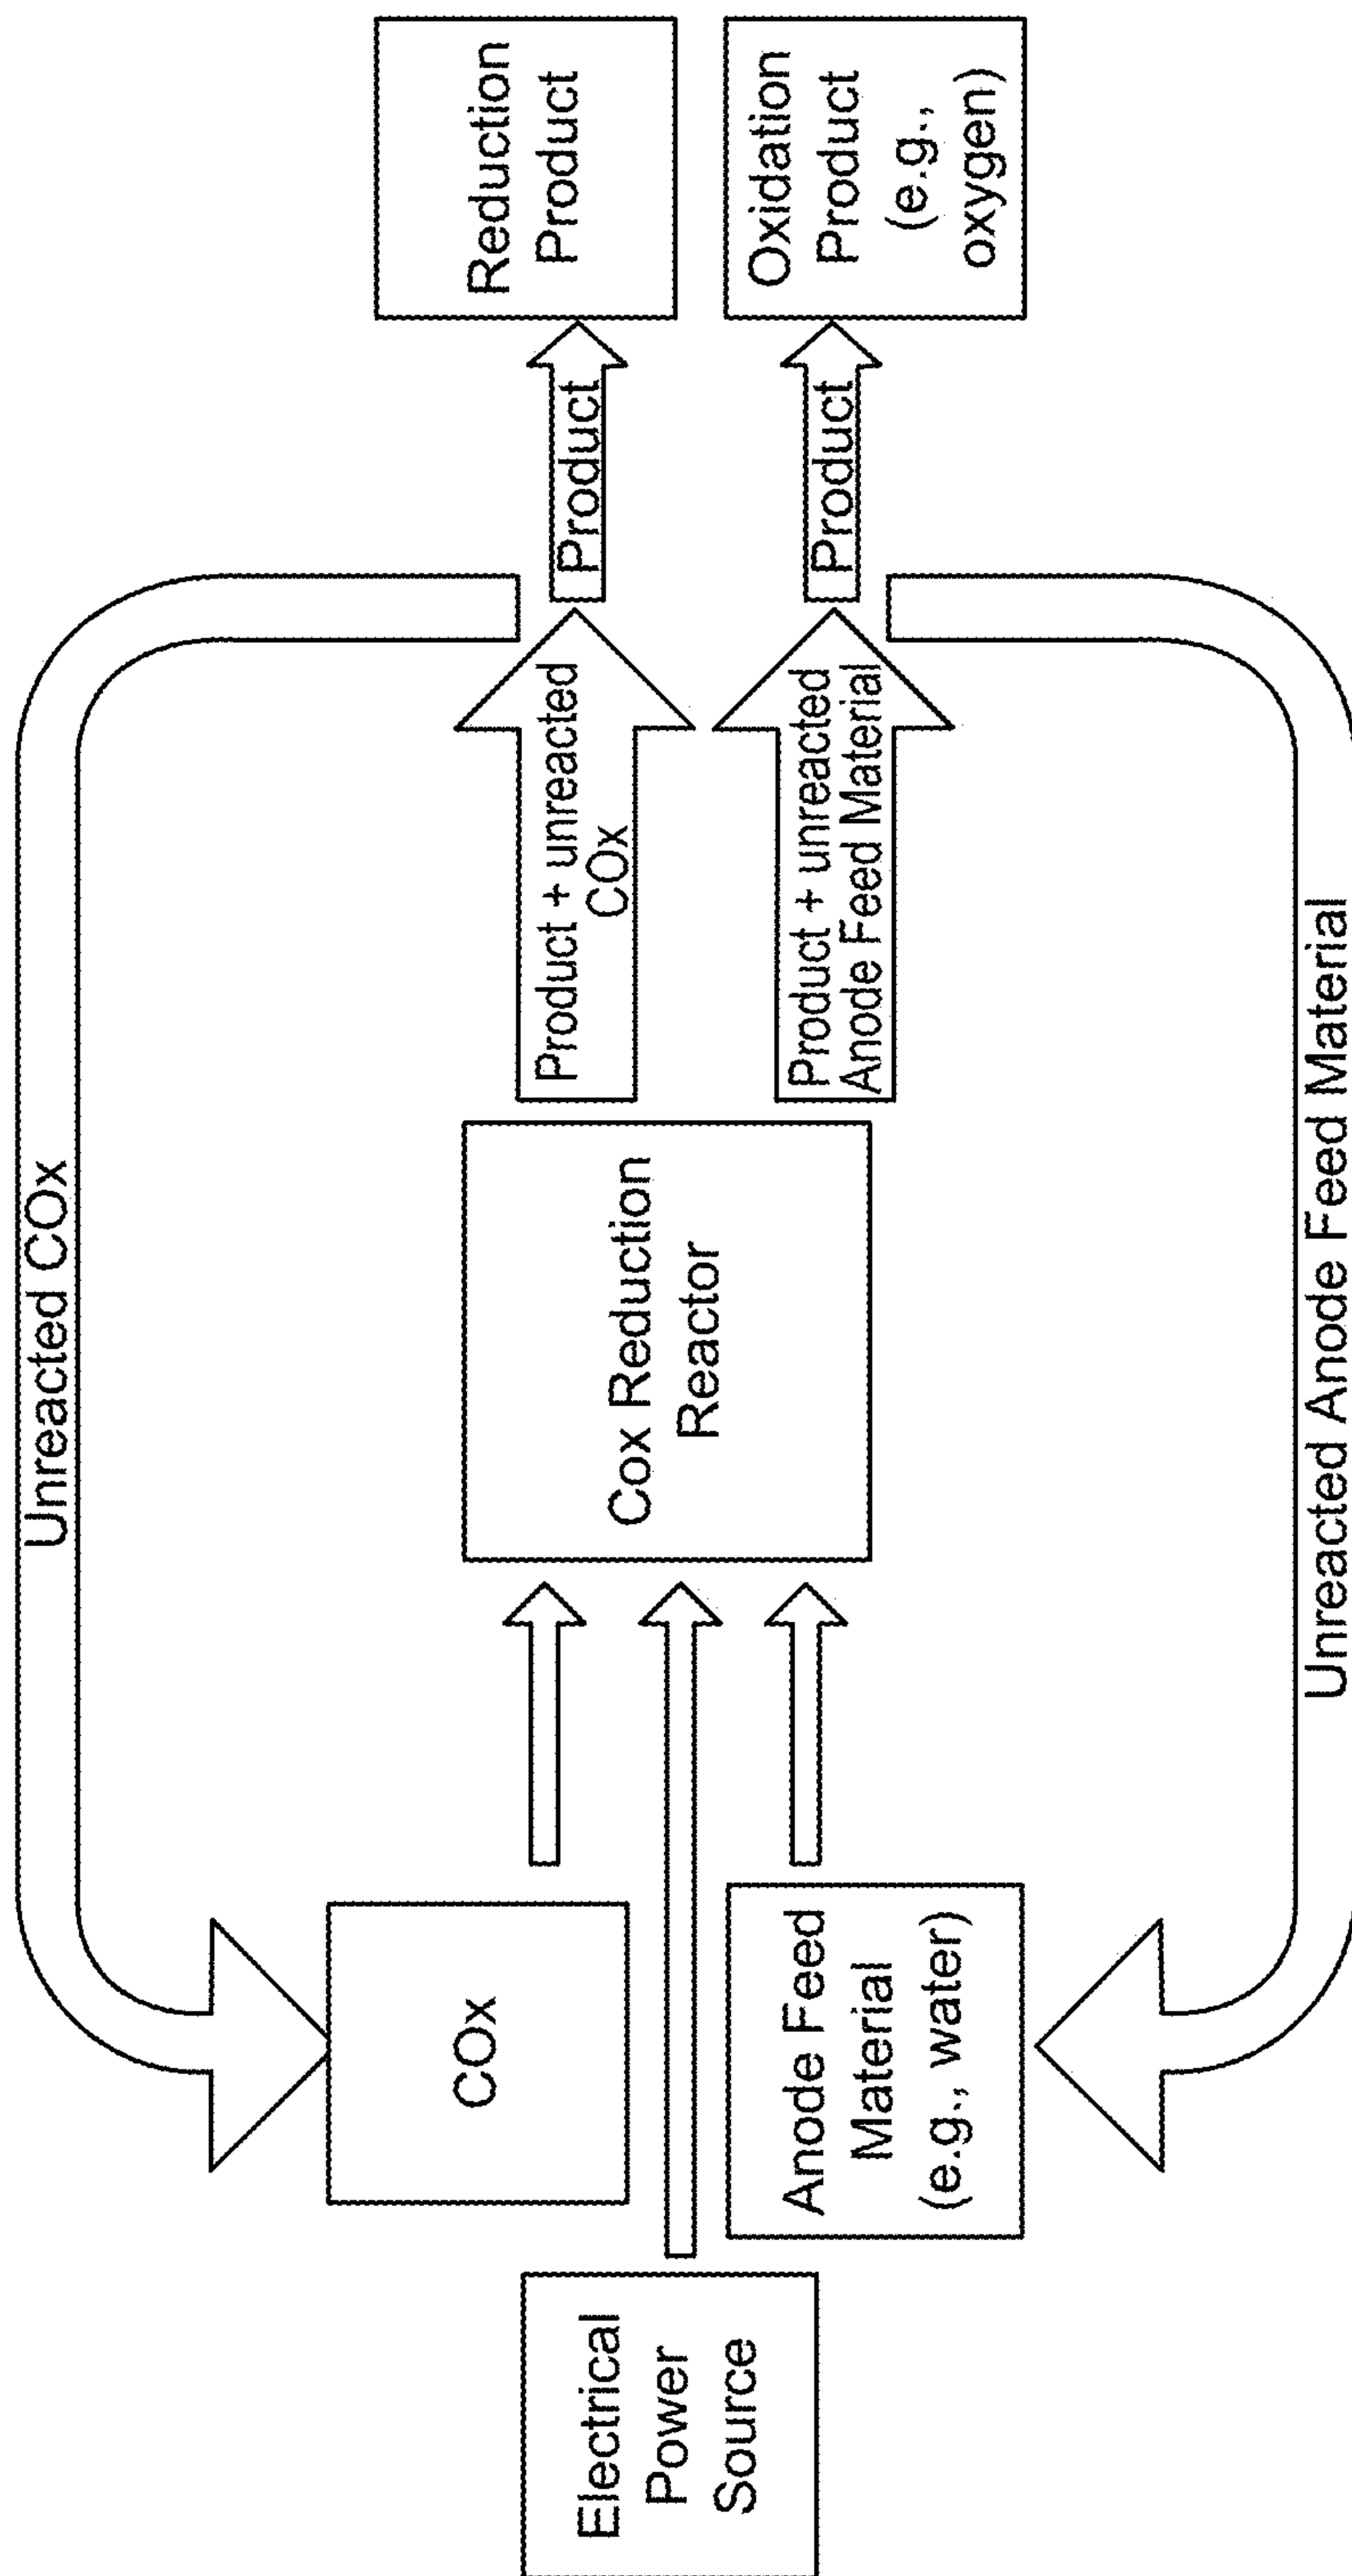 Unreacted COx
Electrical
Power
Source
COx
Anode Feed
Material
(e.g., water)
Cox Reduction
Reactor
Product + unreacted
COx
Product + unreacted
Anode Feed Material
Product
Product
Reduction
Product
Oxidation
Product
(e.g.,
oxygen)
Unreacted Anode Feed Material